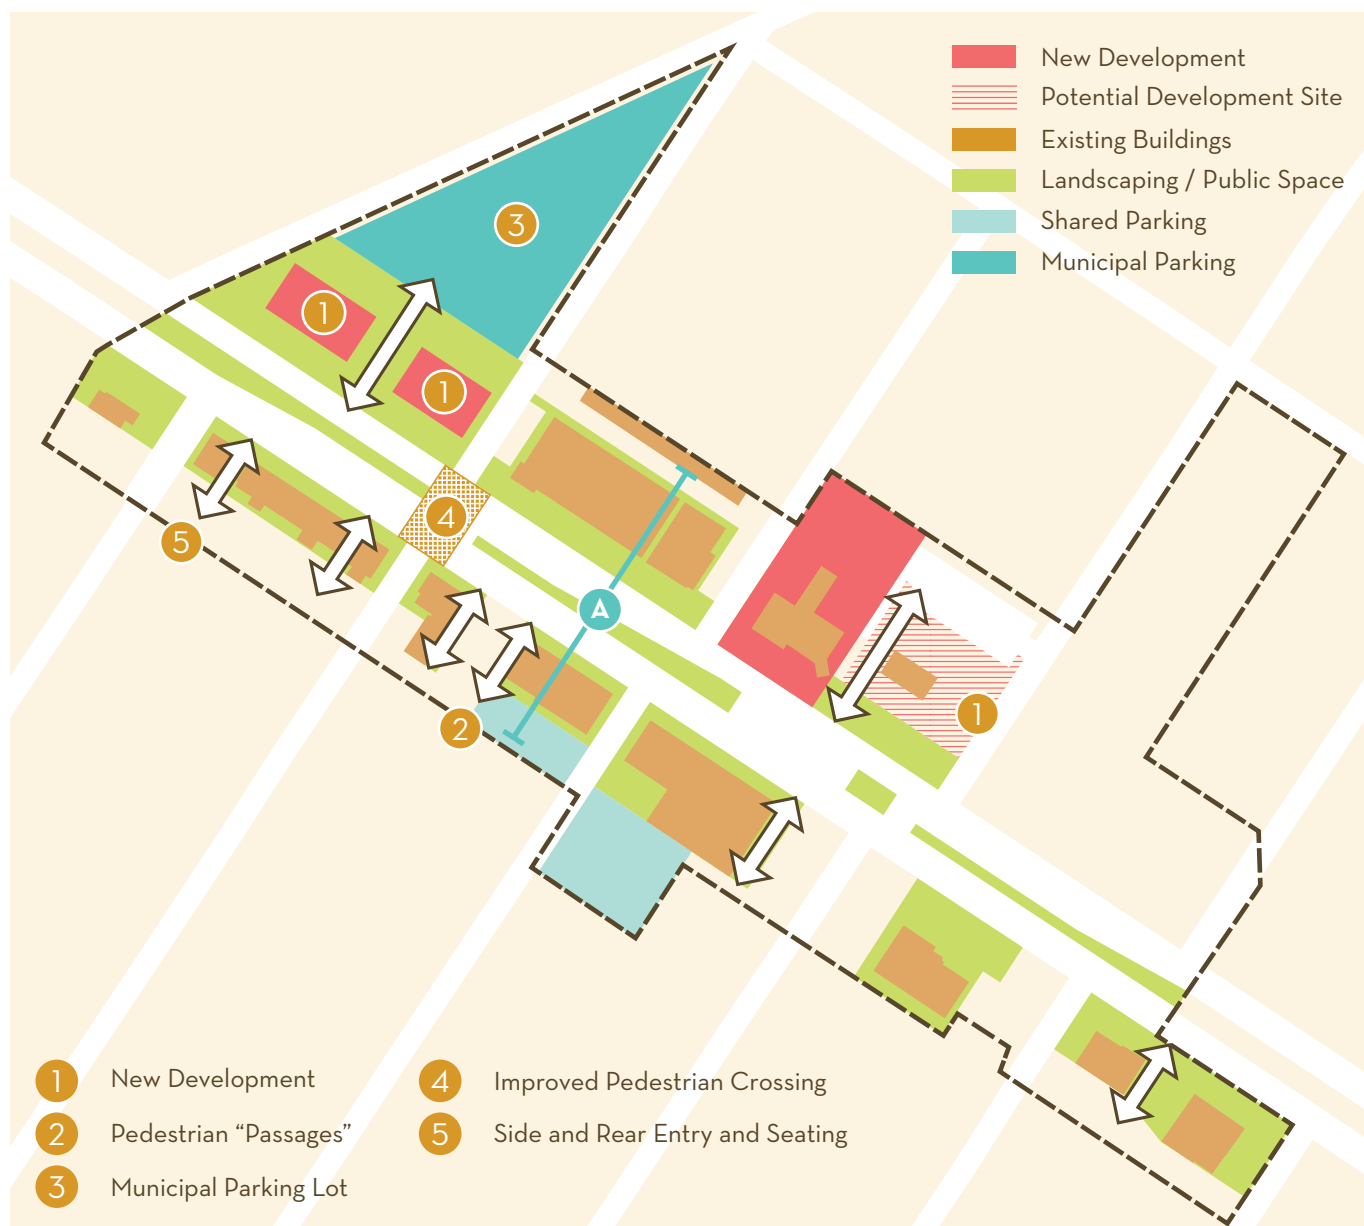 New Development
Potential Development Site
Existing Buildings
Landscaping / Public Space
Shared Parking
Municipal Parking
3
1
1
4
5
A
2
1
1 New Development
2 Pedestrian “Passages”
3 Municipal Parking Lot
4 Improved Pedestrian Crossing
5 Side and Rear Entry and Seating